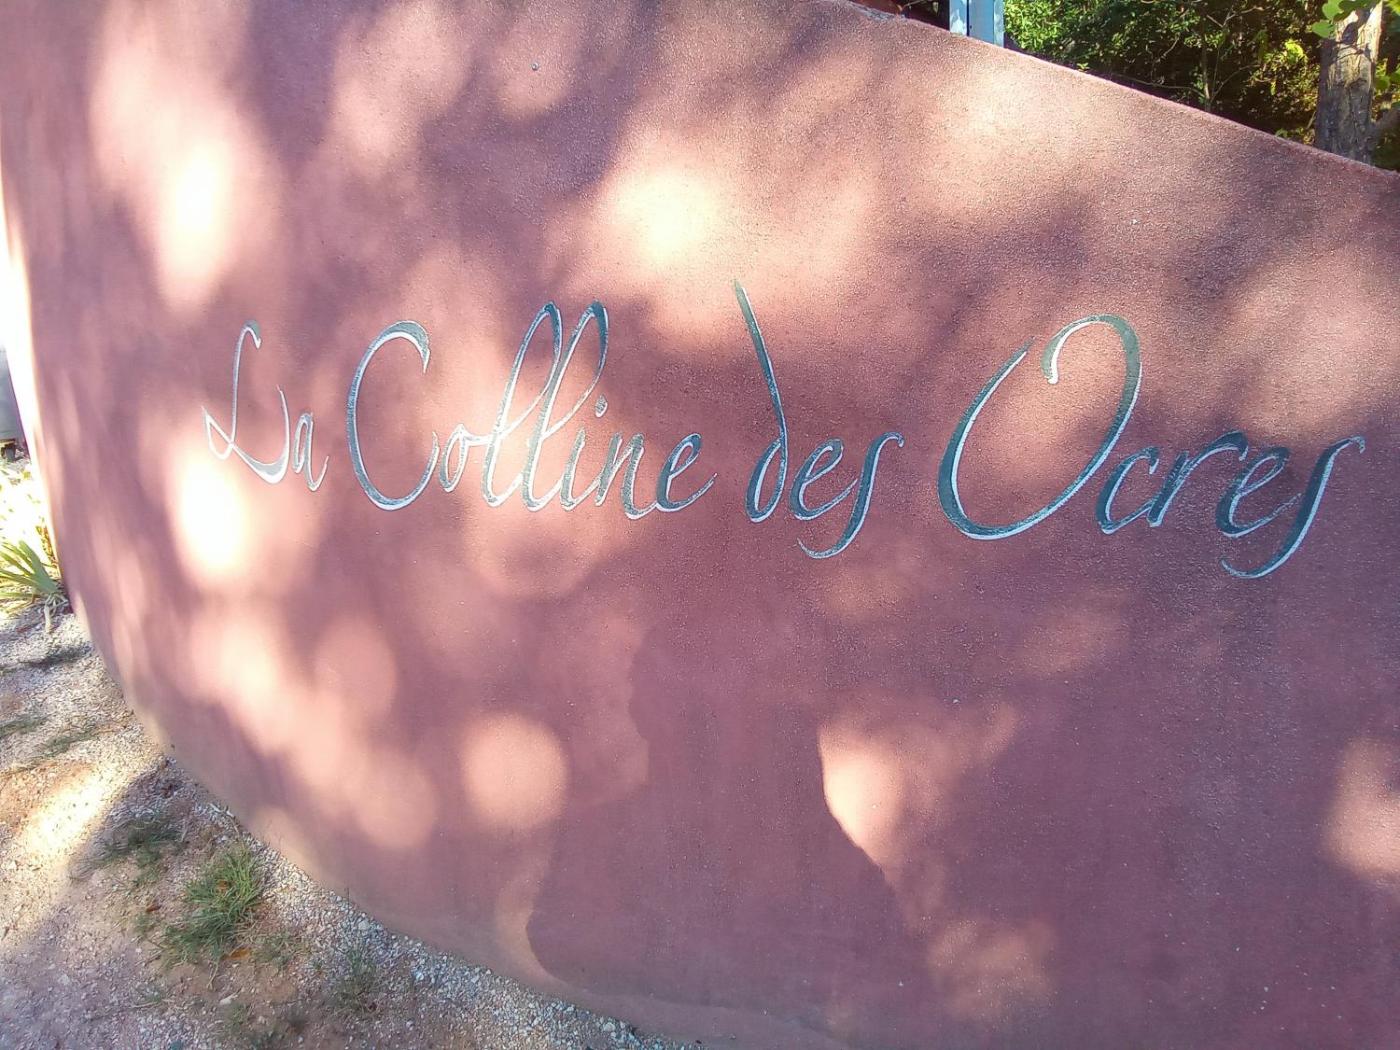 La Colline des Ocres